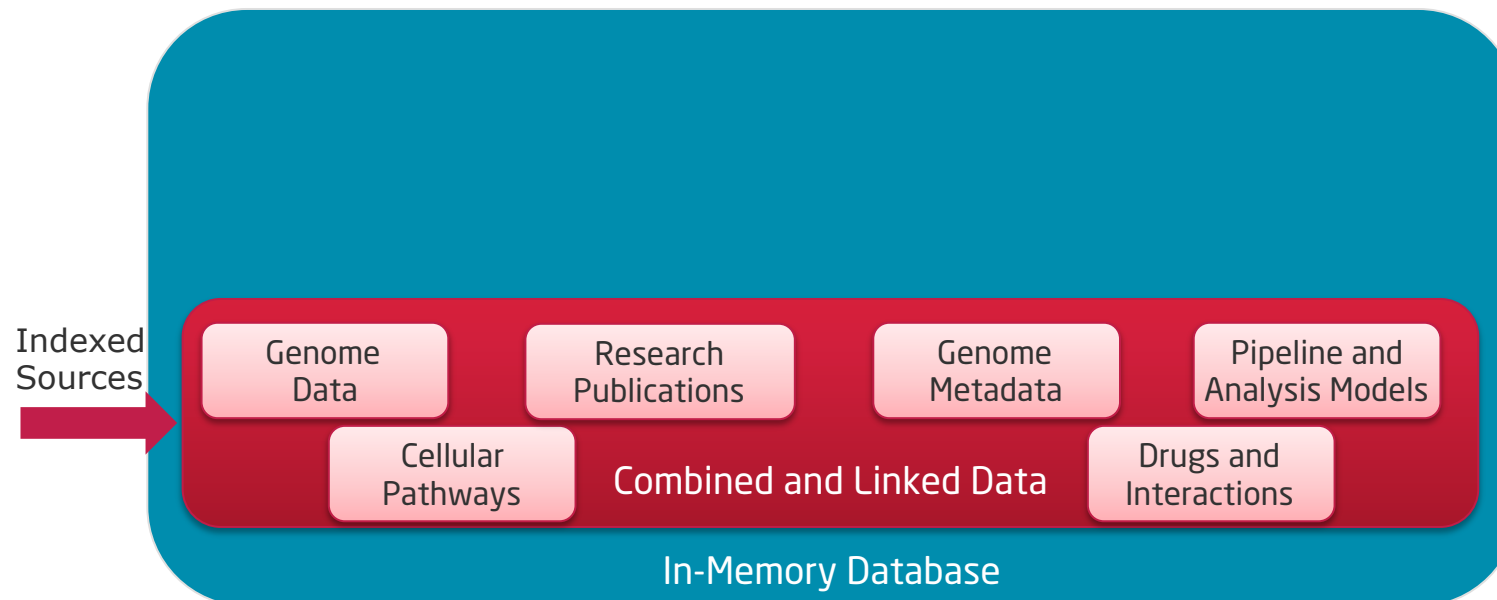 Indexed
Sources
Genome
Data
Research
Publications
Genome
Metadata
Pipeline and
Analysis Models
Cellular
Pathways
Combined and Linked Data
Drugs and
Interactions
In-Memory Database